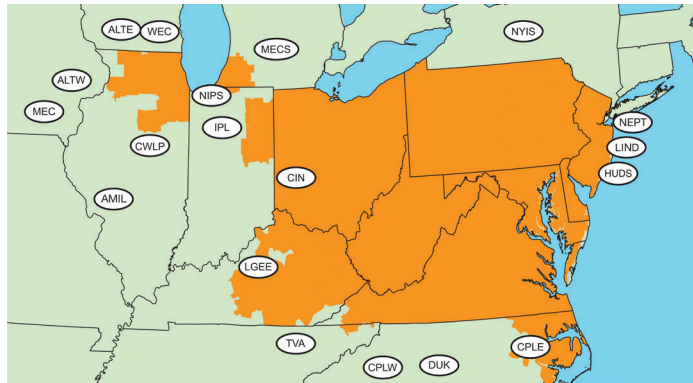 ALTE
WEC
NYIS
MECS
ALTW
NIPS
MEC
NEPT
IPL
CWLP
LIND
HUDS
CIN
AMIL
LGEE
TVA
CPLE
CPLW
DUK